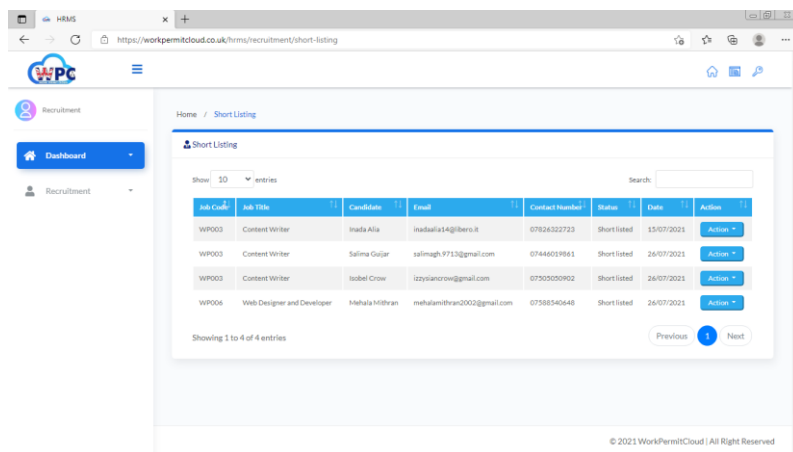 HRMS
https://workpermitcloud.co.uk/hrms/recruitment/short-listing
WPC
Recruitment
Home / Short Listing
Short Listing
Dashboard
Recruitment
Show 10 entries
Search:
Job Code Job Title Candidate Email Contact Number Status Date Action
WP003 Content Writer Inada Alia inadaalia14@libero.it 07826322723 Short listed 15/07/2021 Action
WP003 Content Writer Salima Gujjar salimagh.9713@gmail.com 07446019861 Short listed 26/07/2021 Action
WP003 Content Writer Isobel Crow izzysiancrow@gmail.com 07505050902 Short listed 26/07/2021 Action
WP006 Web Designer and Developer Mehala Mithran mehalamithran2002@gmail.com 07588540648 Short listed 26/07/2021 Action
Showing 1 to 4 of 4 entries
Previous 1 Next
© 2021 WorkPermitCloud | All Right Reserved